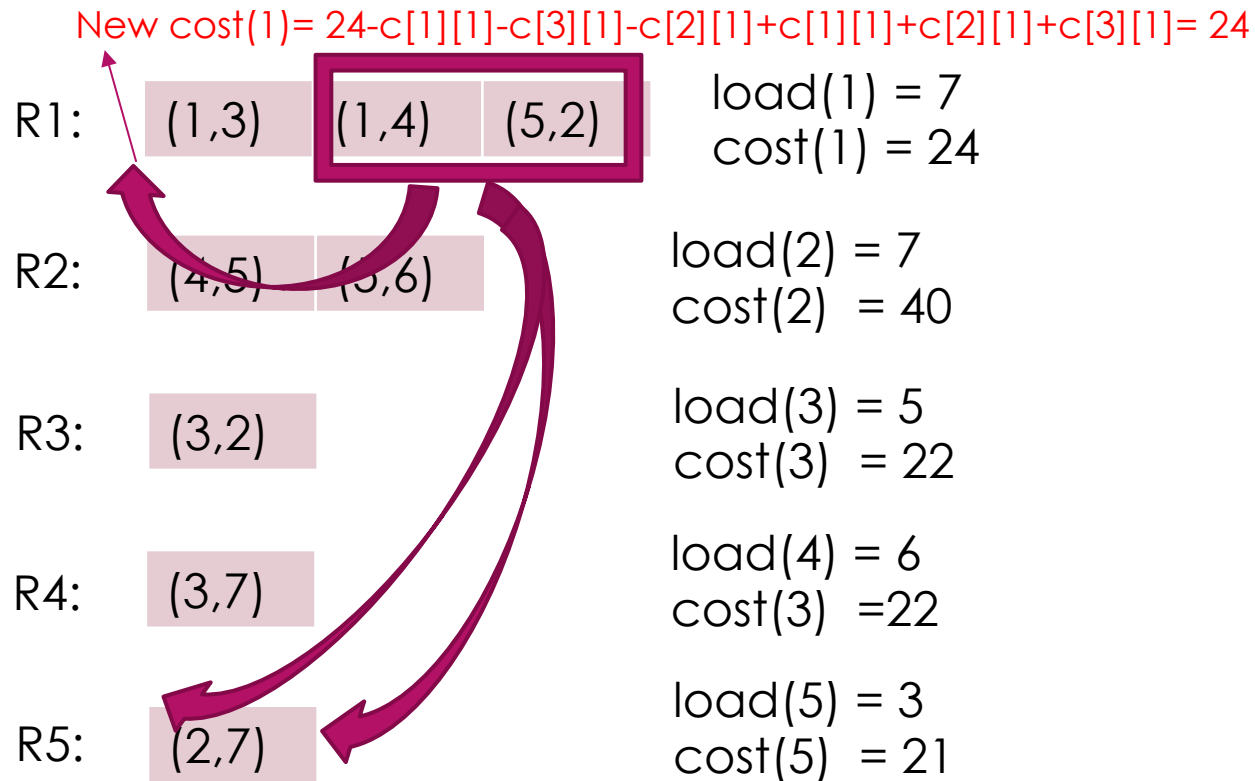 New cost(1)= 24-c[1][1]-c[3][1]-c[2][1]+c[1][1]+c[2][1]+c[3][1]= 24
R1: (1,3) (1,4) (5,2) load(1) = 7
cost(1) = 24
R2: (4,5) (5,6) load(2) = 7
cost(2) = 40
R3: (3,2) load(3) = 5
cost(3) = 22
R4: (3,7) load(4) = 6
cost(3) =22
R5: (2,7) load(5) = 3
cost(5) = 21